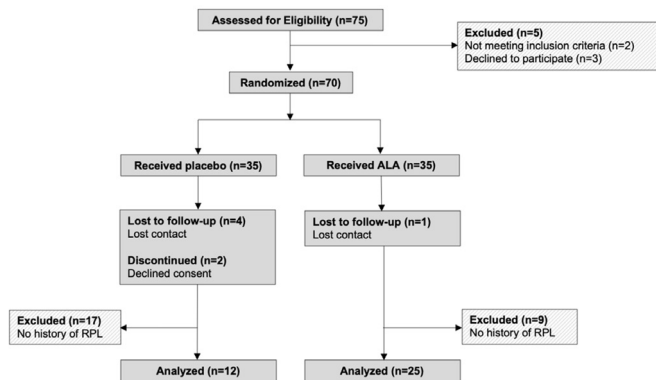 Assessed for Eligibility (n=75)
Excluded (n=5)
Not meeting inclusion criteria (n=2)
Declined to participate (n=3)
Randomized (n=70)
Received placebo (n=35)
Received ALA (n=35)
Lost to follow-up (n=4)
Lost contact
Discontinued (n=2)
Declined consent
Lost to follow-up (n=1)
Lost contact
Excluded (n=17)
No history of RPL
Excluded (n=9)
No history of RPL
Analyzed (n=12)
Analyzed (n=25)